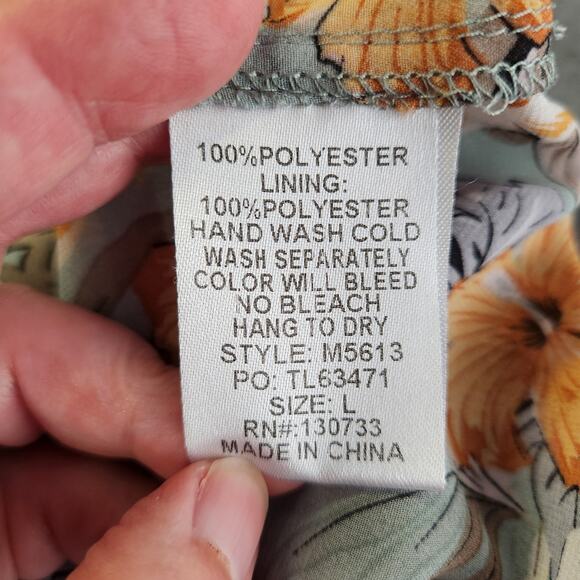 100%POLYESTER
LINING:
100%POLYESTER
HAND WASH COLD
WASH SEPARATELY
COLOR WILL BLEED
NO BLEACH
HANG TO DRY
STYLE: M5613
PO: TL63471
SIZE: L
RN#:130733
MADE IN CHINA